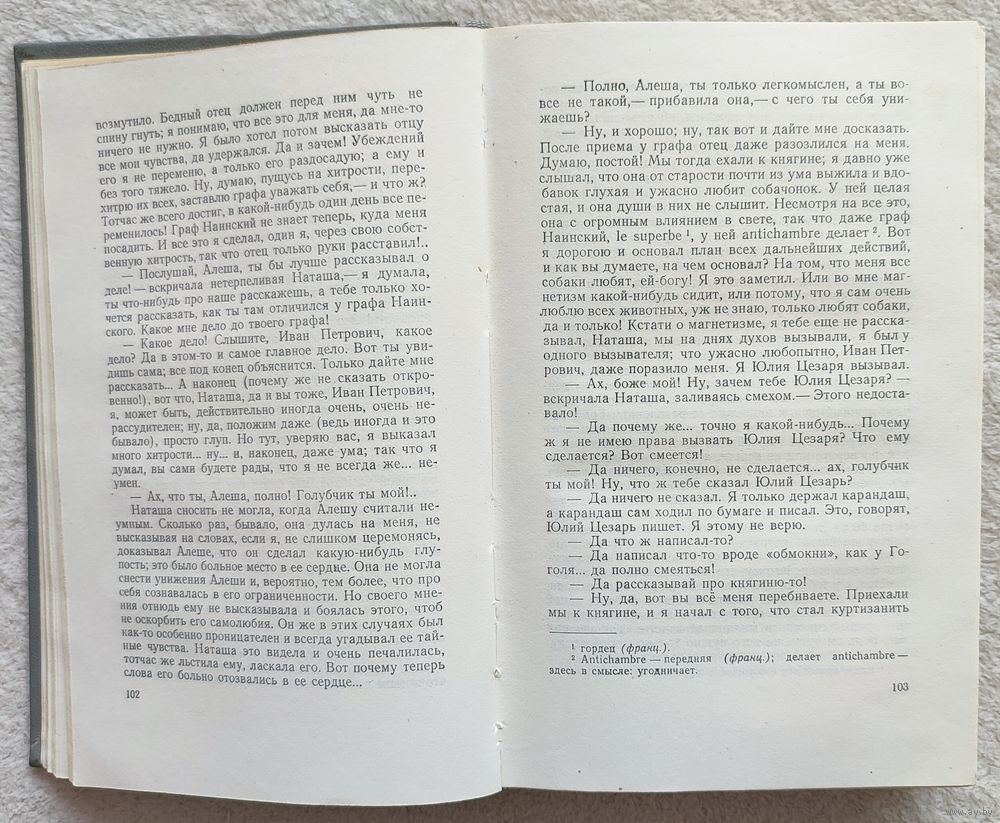 возмутило. Бедный отец должен перед ним чуть не
спину гнуть; я понимаю, что все это для меня, да мне-то
ничего не нужно. Я было хотел потом высказать отцу
все мои чувства, да удержался. Да и зачем! Убеждений
его я не переменю, а только его раздосадую; а ему и
без того тяжело. Ну, думаю, пущусь на хитрости, пере-
хитрю их всех, заставлю графа уважать себя,— и что ж?
Тотчас же всего достиг, в какой-нибудь один день все пе-
ременилось! Граф Наинский не знает теперь, куда меня
посадить. И все это я сделал, один я, через свою собст-
венную хитрость, так что отец только руки расставил!..
— Послушай, Алеша, ты бы лучше рассказывал о
деле! — вскричала нетерпеливая Наташа,— я думала,
ты что-нибудь про наше расскажешь, а тебе только хо-
чется рассказать, как ты там отличился у графа Наин-
ского. Какое мне дело до твоего графа!
— Какое дело! Слышите, Иван Петрович, какое
дело? Да в этом-то и самое главное дело. Вот ты уви-
дишь сама; все под конец объяснится. Только дайте мне
рассказать... А наконец (почему же не сказать откро-
венно!), вот что, Наташа, да и вы тоже, Иван Петрович,
я, может быть, действительно иногда очень, очень не-
рассудителен; ну, да, положим даже (ведь иногда и это
бывало), просто глуп. Но тут, уверяю вас, я выказал
много хитрости... ну... и, наконец, даже ума; так что я
думал, вы сами будете рады, что я не всегда же... не-
умен.
— Ах, что ты, Алеша, полно! Голубчик ты мой!..
Наташа сносить не могла, когда Алешу считали не-
умным. Сколько раз, бывало, она дулась на меня, не
высказывая на словах, если я, не слишком церемонясь,
доказывал Алеше, что он сделал какую-нибудь глу-
пость; это было больное место в ее сердце. Она не могла
снести унижения Алеши и, вероятно, тем более, что про
себя сознавалась в его ограниченности. Но своего мне-
ния отнюдь ему не высказывала и боялась этого, чтоб
не оскорбить его самолюбия. Он же в этих случаях был
как-то особенно проницателен и всегда угадывал ее тай-
ные чувства. Наташа это видела и очень печалилась,
тотчас же льстила ему, ласкала его. Вот почему теперь
слова его больно отозвались в ее сердце...
102
— Полно, Алеша, ты только легкомыслен, а ты во-
все не такой,— прибавила она,— с чего ты себя уни-
жаешь?
— Ну, и хорошо; ну, так вот и дайте мне досказать.
После приема у графа отец даже разозлился на меня.
Думаю, постой! Мы тогда ехали к княгине; я давно уже
слышал, что она от старости почти из ума выжила и вдо-
бавок глухая и ужасно любит собачонок. У ней целая
стая, и она души в них не слышит. Несмотря на все это,
она с огромным влиянием в свете, так что даже граф
Наинский, le superbe ¹, у ней antichambre делает ². Вот
я дорогою и основал план всех дальнейших действий,
и как вы думаете, на чем основал? На том, что меня все
собаки любят, ей-богу! Я это заметил. Или во мне маг-
нетизм какой-нибудь сидит, или потому, что я сам очень
люблю всех животных, уж не знаю, только любят собаки,
да и только! Кстати о магнетизме, я тебе еще не расска-
зывал, Наташа, мы на днях духов вызывали, я был у
одного вызывателя; что ужасно любопытно, Иван Пет-
рович, даже поразило меня. Я Юлия Цезаря вызывал.
— Ах, боже мой! Ну, зачем тебе Юлия Цезаря? —
вскричала Наташа, заливаясь смехом.— Этого недоста-
вало!
— Да почему же... точно я какой-нибудь... Почему
ж я не имею права вызвать Юлия Цезаря? Что ему
сделается? Вот смеется!
— Да ничего, конечно, не сделается... ах, голубчик
ты мой! Ну, что ж тебе сказал Юлий Цезарь?
— Да ничего не сказал. Я только держал карандаш,
а карандаш сам ходил по бумаге и писал. Это, говорят,
Юлий Цезарь пишет. Я этому не верю.
— Да что ж написал-то?
— Да написал что-то вроде «обмокни», как у Го-
голя... да полно смеяться!
— Да рассказывай про княгиню-то!
— Ну, да, вот вы всё меня перебиваете. Приехали
мы к княгине, и я начал с того, что стал куртизанить
¹ гордец (франц.).
² Antichambre — передняя (франц.); делает antichambre —
здесь в смысле: угодничает.
103
www.ay.by